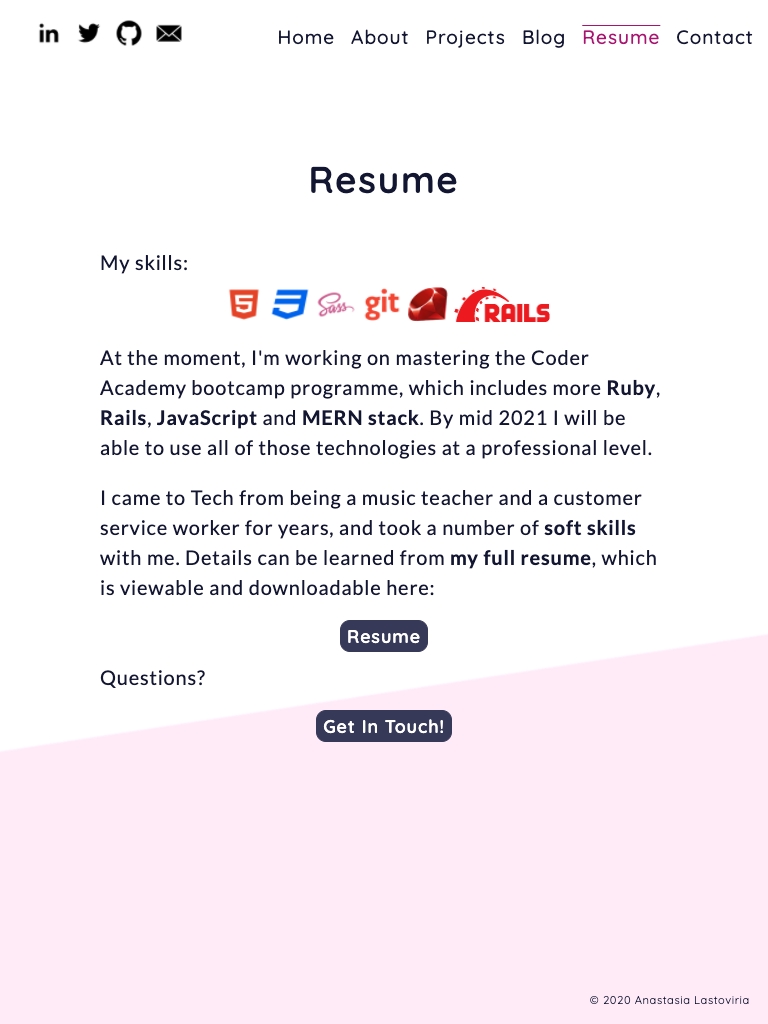 in
Home About Projects Blog Resume Contact
Resume
My skills:
5 3 Sass git RAILS
At the moment, I'm working on mastering the Coder
Academy bootcamp programme, which includes more Ruby,
Rails, JavaScript and MERN stack. By mid 2021 I will be
able to use all of those technologies at a professional level.
I came to Tech from being a music teacher and a customer
service worker for years, and took a number of soft skills
with me. Details can be learned from my full resume, which
is viewable and downloadable here:
Resume
Questions?
Get In Touch!
© 2020 Anastasia Lastoviria